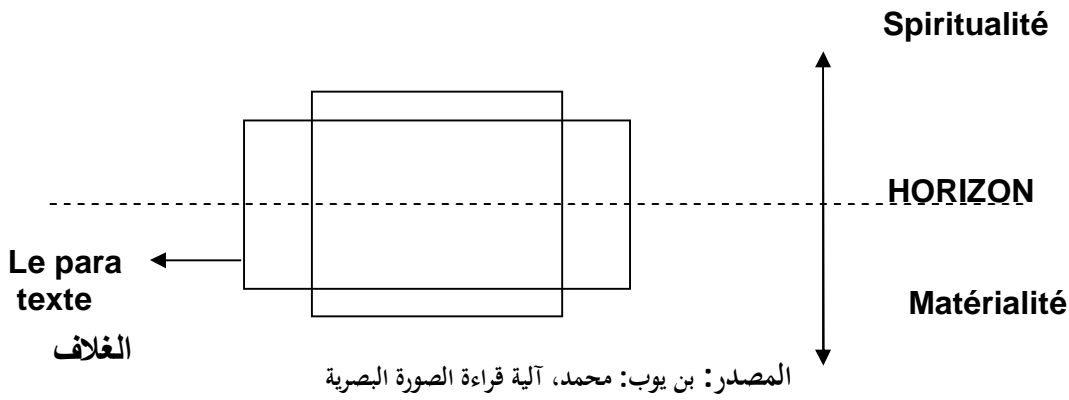 Spiritualité
HORIZON
Le para
texte
Matérialité
الغلاف
المصدر: بن يوب: محمد، آلية قراءة الصورة البصرية